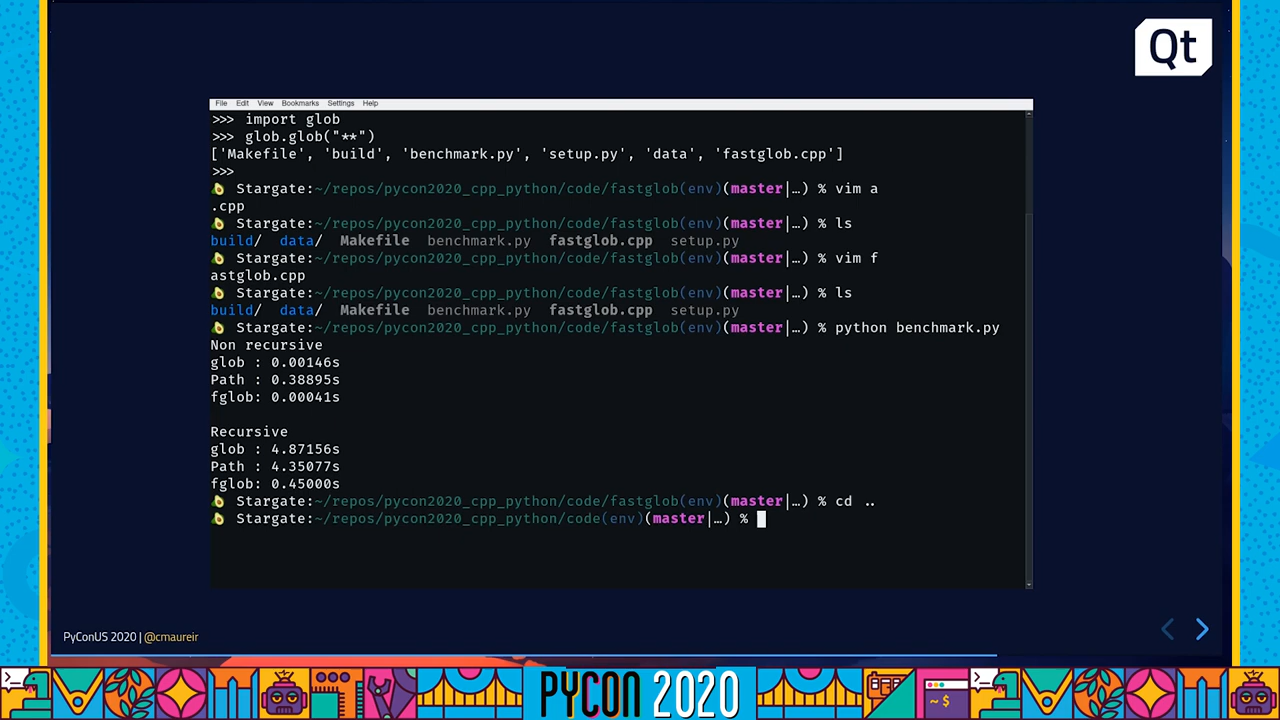 Qt
File Edit View Bookmarks Settings Help
>>> import glob
>>> glob.glob("**")
['Makefile', 'build', 'benchmark.py', 'setup.py', 'data', 'fastglob.cpp']
>>>
Stargate:~/repos/pycon2020_cpp_python/code/fastglob(env)(master|…) % vim a
.cpp
Stargate:~/repos/pycon2020_cpp_python/code/fastglob(env)(master|…) % ls
build/ data/ Makefile benchmark.py fastglob.cpp setup.py
Stargate:~/repos/pycon2020_cpp_python/code/fastglob(env)(master|…) % vim f
astglob.cpp
Stargate:~/repos/pycon2020_cpp_python/code/fastglob(env)(master|…) % ls
build/ data/ Makefile benchmark.py fastglob.cpp setup.py
Stargate:~/repos/pycon2020_cpp_python/code/fastglob(env)(master|…) % python benchmark.py
Non recursive
glob : 0.00146s
Path : 0.38895s
fglob: 0.00041s
Recursive
glob : 4.87156s
Path : 4.35077s
fglob: 0.45000s
Stargate:~/repos/pycon2020_cpp_python/code/fastglob(env)(master|…) % cd ..
Stargate:~/repos/pycon2020_cpp_python/code(env)(master|…) %
PyConUS 2020 | @cmaureir
PYCON 2020
~ $
>_ ~ $